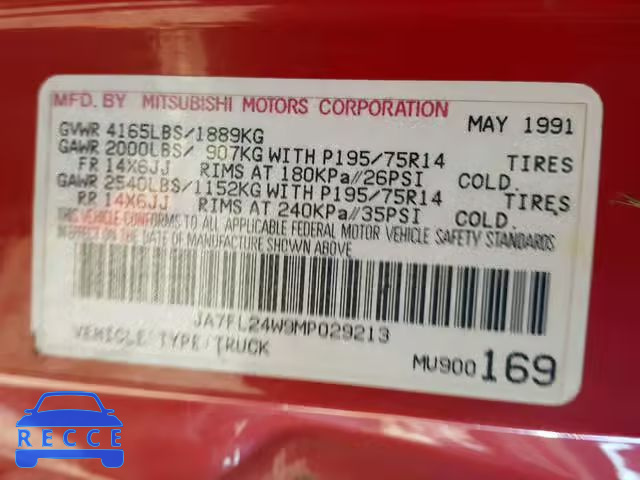 MFD. BY MITSUBISHI MOTORS CORPORATION MAY 1991
GVWR 4165LBS/1889KG
GAWR 2000LBS/ 907KG WITH P195/75R14 TIRES
FR 14X6JJ RIMS AT 180KPa//26PSI COLD.
GAWR 2540LBS/1152KG WITH P195/75R14 TIRES
RR 14X6JJ RIMS AT 240KPa//35PSI COLD.
THIS VEHICLE CONFORMS TO ALL APPLICABLE FEDERAL MOTOR VEHICLE SAFETY STANDARDS
IN EFFECT ON THE DATE OF MANUFACTURE SHOWN ABOVE
JA7FL24W9MP029213
VEHICLE TYPE/TRUCK
MU900169
RECCE